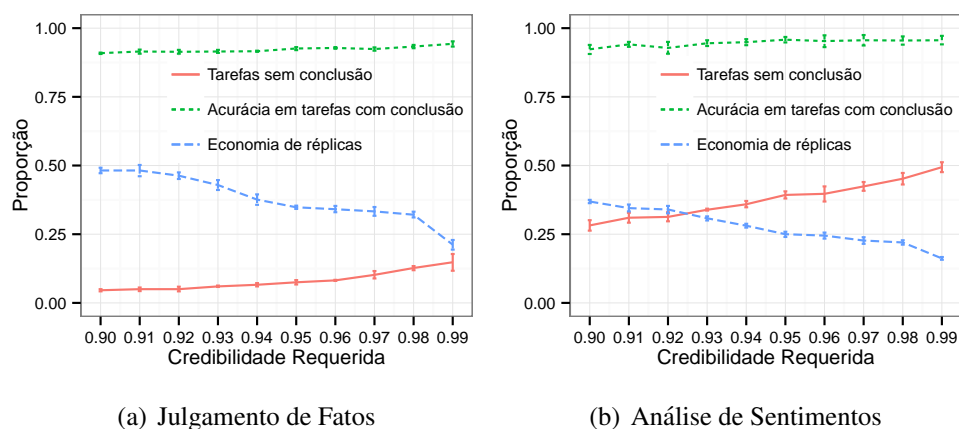 1.00
0.75
0.50
0.25
0.00
Proporção
Tarefas sem conclusão
Acurácia em tarefas com conclusão
Economia de réplicas
0.90 0.91 0.92 0.93 0.94 0.95 0.96 0.97 0.98 0.99
Credibilidade Requerida
(a) Julgamento de Fatos
1.00
0.75
0.50
0.25
0.00
Proporção
Tarefas sem conclusão
Acurácia em tarefas com conclusão
Economia de réplicas
0.90 0.91 0.92 0.93 0.94 0.95 0.96 0.97 0.98 0.99
Credibilidade Requerida
(b) Análise de Sentimentos